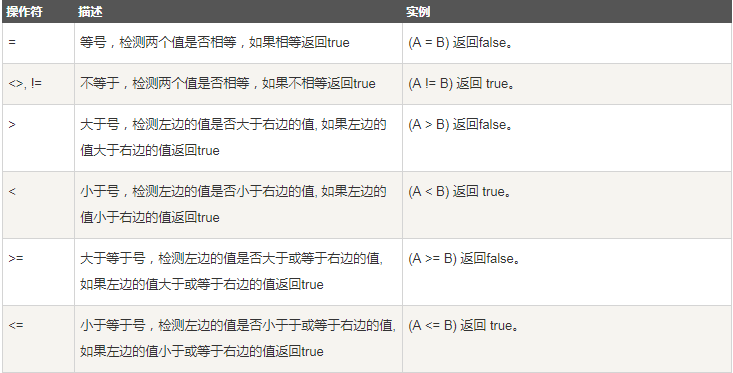 操作符 描述 实例
= 等号，检测两个值是否相等，如果相等返回true (A = B) 返回false。
<>, != 不等于，检测两个值是否相等，如果不相等返回true (A != B) 返回 true。
> 大于号，检测左边的值是否大于右边的值, 如果左边的 (A > B) 返回false。
值大于右边的值返回true
< 小于号，检测左边的值是否小于右边的值, 如果左边的 (A < B) 返回 true。
值小于右边的值返回true
>= 大于等于号，检测左边的值是否大于或等于右边的值, (A >= B) 返回false。
如果左边的值大于或等于右边的值返回true
<= 小于等于号，检测左边的值是否小于于或等于右边的值, (A <= B) 返回 true。
如果左边的值小于或等于右边的值返回true